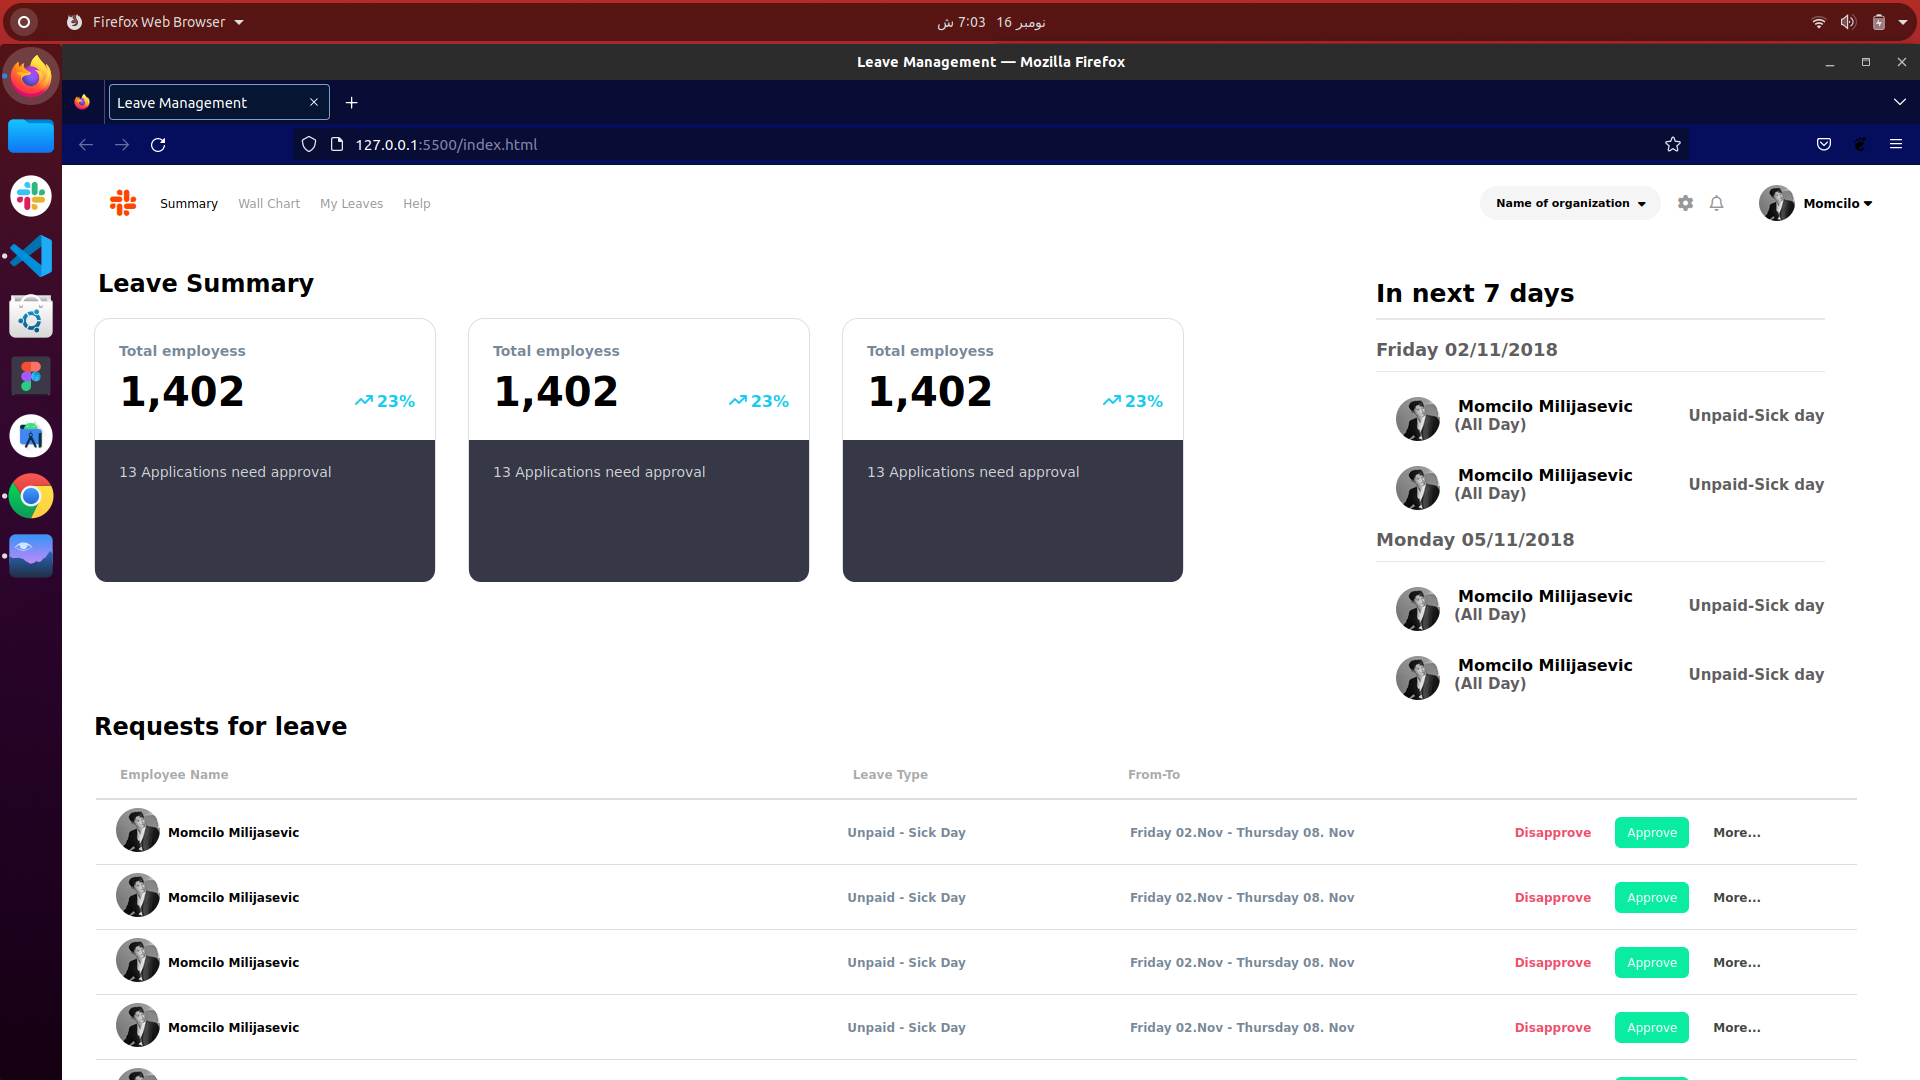 Firefox Web Browser
نومبر 16   7:03 ش
Leave Management — Mozilla Firefox
Leave Management
127.0.0.1:5500/index.html
Summary Wall Chart My Leaves Help
Name of organization
Momcilo
Leave Summary
Total employess
1,402
23%
13 Applications need approval
Total employess
1,402
23%
13 Applications need approval
Total employess
1,402
23%
13 Applications need approval
In next 7 days
Friday 02/11/2018
Momcilo Milijasevic
(All Day)
Unpaid-Sick day
Momcilo Milijasevic
(All Day)
Unpaid-Sick day
Monday 05/11/2018
Momcilo Milijasevic
(All Day)
Unpaid-Sick day
Momcilo Milijasevic
(All Day)
Unpaid-Sick day
Requests for leave
Employee Name Leave Type From-To
Momcilo Milijasevic Unpaid - Sick Day Friday 02.Nov - Thursday 08. Nov Disapprove Approve More...
Momcilo Milijasevic Unpaid - Sick Day Friday 02.Nov - Thursday 08. Nov Disapprove Approve More...
Momcilo Milijasevic Unpaid - Sick Day Friday 02.Nov - Thursday 08. Nov Disapprove Approve More...
Momcilo Milijasevic Unpaid - Sick Day Friday 02.Nov - Thursday 08. Nov Disapprove Approve More...